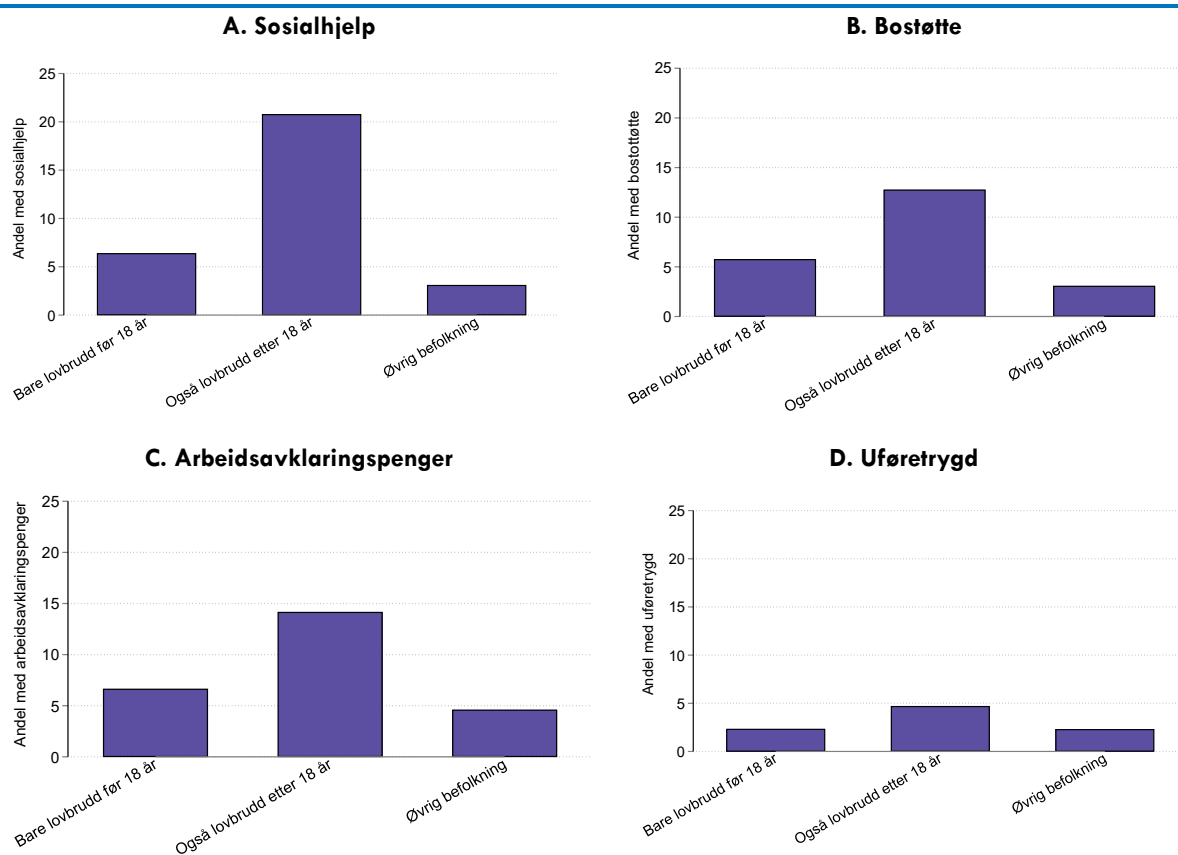 A. Sosialhjelp
Andel med sosialhjelp
25
20
15
10
5
0
Bare lovbrudd før 18 år
Også lovbrudd etter 18 år
Øvrig befolkning
B. Bostøtte
Andel med bostottøtte
25
20
15
10
5
0
Bare lovbrudd før 18 år
Også lovbrudd etter 18 år
Øvrig befolkning
C. Arbeidsavklaringspenger
Andel med arbeidsavklaringspenger
25
20
15
10
5
0
Bare lovbrudd før 18 år
Også lovbrudd etter 18 år
Øvrig befolkning
D. Uføretrygd
Andel med uføretrygd
25
20
15
10
5
0
Bare lovbrudd før 18 år
Også lovbrudd etter 18 år
Øvrig befolkning